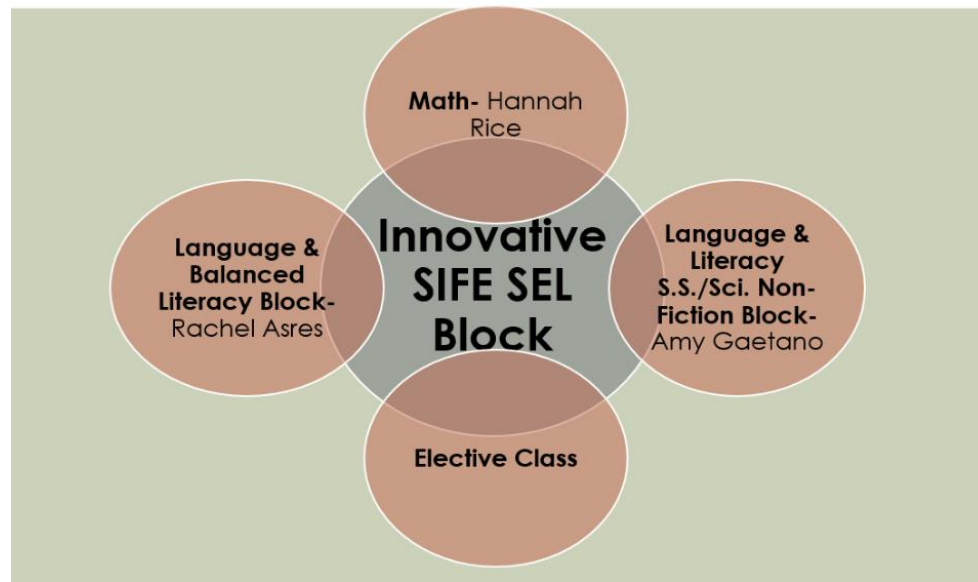 Math- Hannah
Rice
Language &
Balanced
Literacy Block-
Rachel Asres
Innovative
SIFE SEL
Block
Language &
Literacy
S.S./Sci. Non-
Fiction Block-
Amy Gaetano
Elective Class